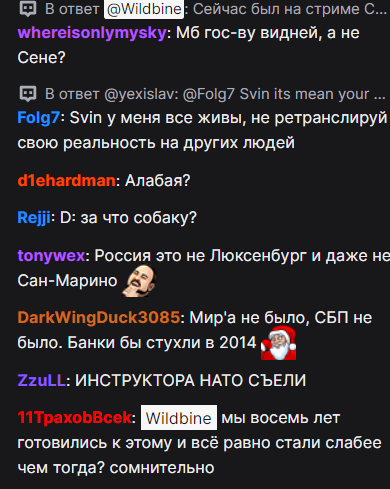 В ответ @Wildbine: Сейчас был на стриме С...
whereisonlymysky: Мб гос-ву видней, а не
Сене?
В ответ @yexislav: @Folg7 Svin its mean your ...
Folg7: Svin у меня все живы, не ретранслируй
свою реальность на других людей
d1ehardman: Алабая?
Rejji: D: за что собаку?
tonywex: Россия это не Люксенбург и даже не
Сан-Марино
DarkWingDuck3085: Мир'а не было, СБП не
было. Банки бы стухли в 2014
ZzuLL: ИНСТРУКТОРА НАТО СЪЕЛИ
11TpaxobBcek: Wildbine мы восемь лет
готовились к этому и всё равно стали слабее
чем тогда? сомнительно